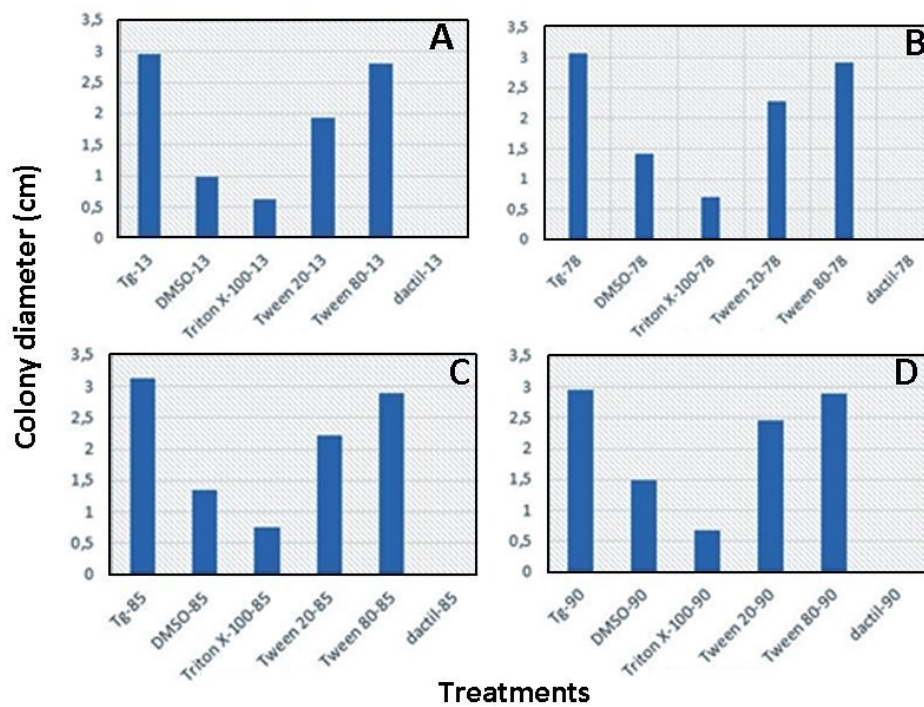 Colony diameter (cm)
A
3,5
3
2,5
2
1,5
1
0,5
0
Tg-13
DMSO-13
Triton X-100-13
Tween 20-13
Tween 80-13
dactil-13
B
3,5
3
2,5
2
1,5
1
0,5
0
Tg-78
DMSO-78
Triton X-100-78
Tween 20-78
Tween 80-78
dactil-78
C
3,5
3
2,5
2
1,5
1
0,5
0
Tg-85
DMSO-85
Triton X-100-85
Tween 20-85
Tween 80-85
dactil-85
D
3,5
3
2,5
2
1,5
1
0,5
0
Tg-90
DMSO-90
Triton X-100-90
Tween 20-90
Tween 80-90
dactil-90
Treatments